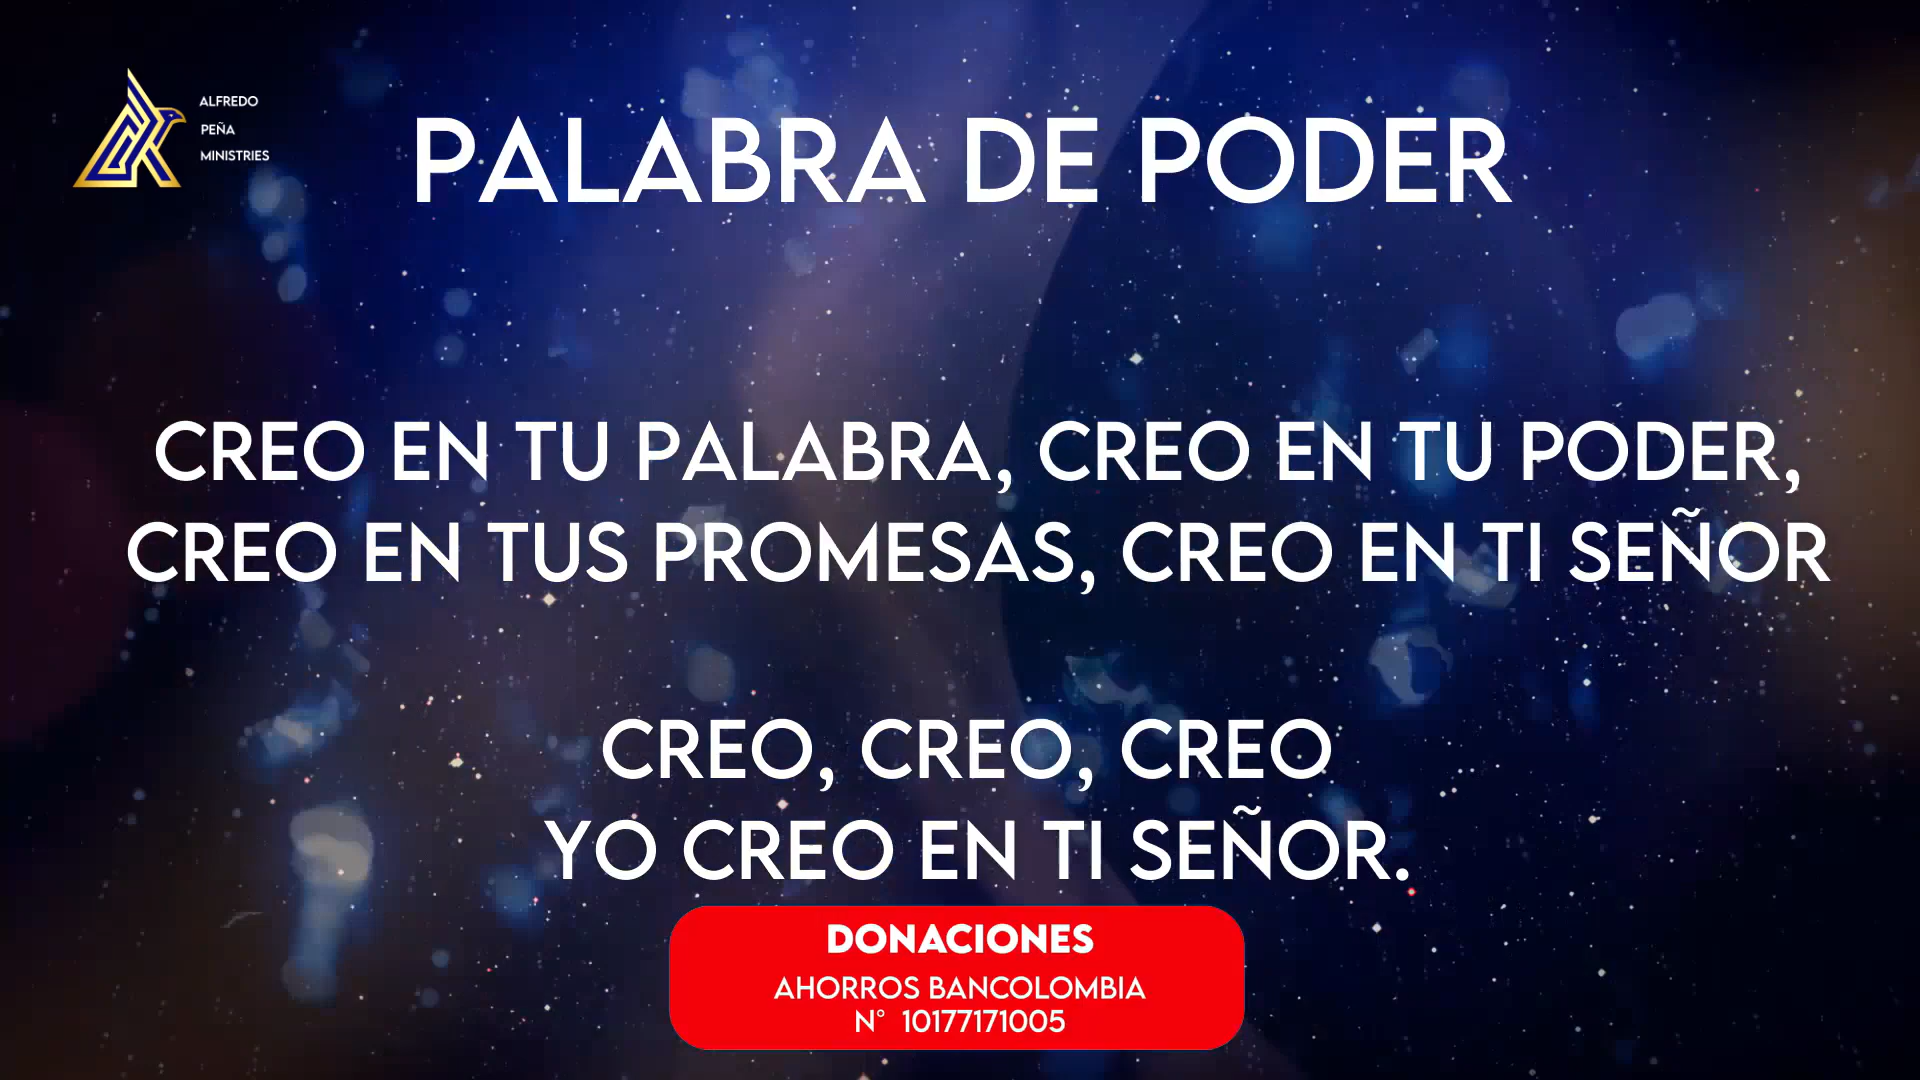 ALFREDO
PEÑA
MINISTRIES
PALABRA DE PODER
CREO EN TU PALABRA, CREO EN TU PODER,
CREO EN TUS PROMESAS, CREO EN TI SEÑOR
CREO, CREO, CREO
YO CREO EN TI SEÑOR.
DONACIONES
AHORROS BANCOLOMBIA
N° 10177171005